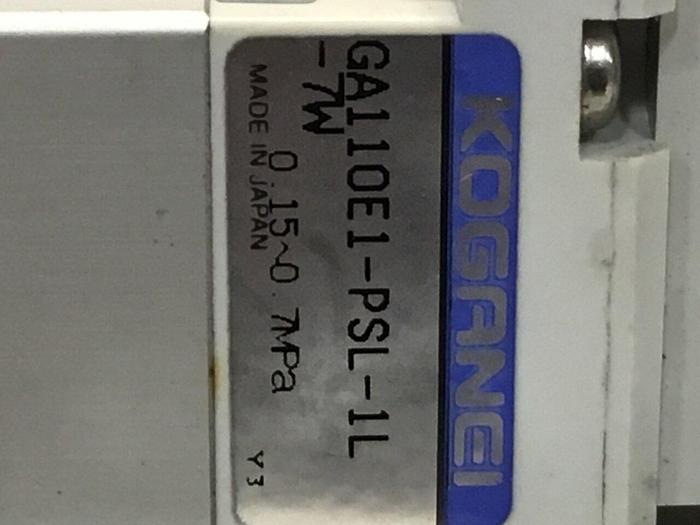 KOGANEI
GA110E1-PSL-1L
-7W
0.15~0.7MPa
MADE IN JAPAN
Y3